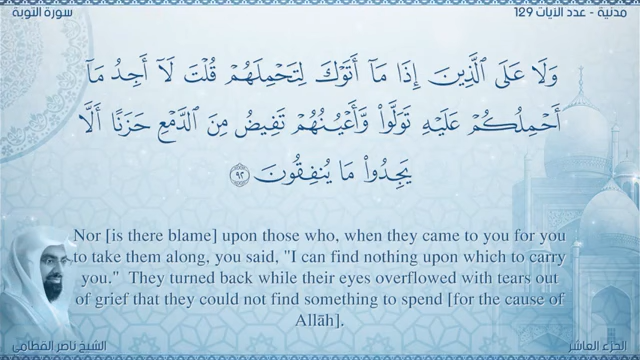 مدنية - عدد الآيات 129
سورة التوبة
وَلَا عَلَى ٱلَّذِينَ إِذَا مَآ أَتَوْكَ لِتَحْمِلَهُمْ قُلْتَ لَآ أَجِدُ مَآ
أَحْمِلُكُمْ عَلَيْهِ تَوَلَّوا۟ وَّأَعْيُنُهُمْ تَفِيضُ مِنَ ٱلدَّمْعِ حَزَنًا أَلَّا
يَجِدُوا۟ مَا يُنفِقُونَ ٩٢
Nor [is there blame] upon those who, when they came to you for you
to take them along, you said, "I can find nothing upon which to carry
you."  They turned back while their eyes overflowed with tears out
of grief that they could not find something to spend [for the cause of
Allāh].
الجزء العاشر
الشيخ ناصر القطامي